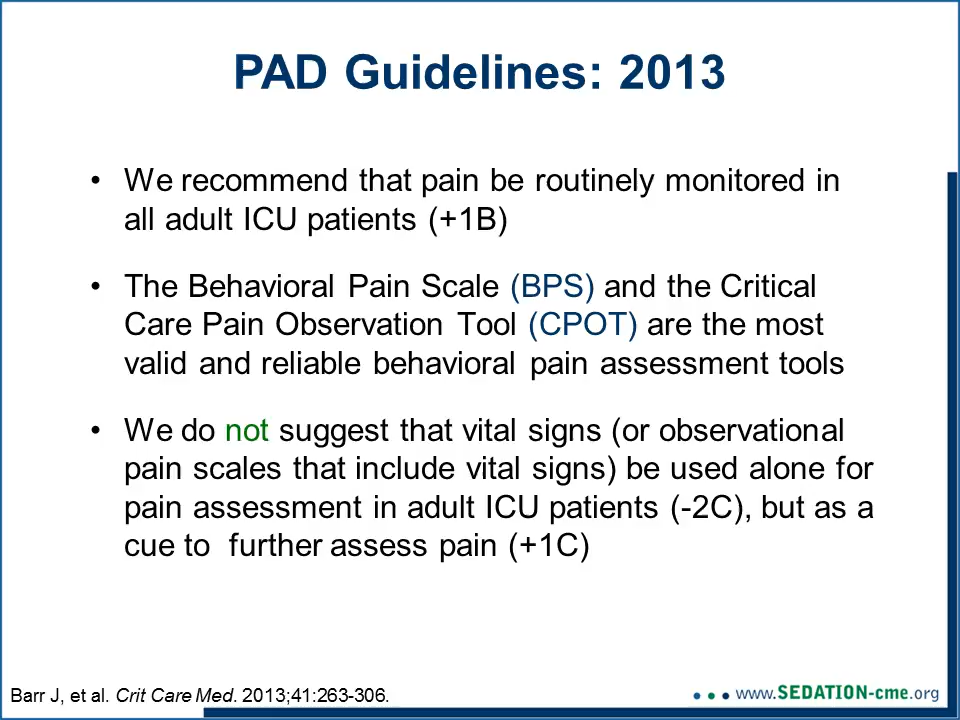 PAD Guidelines: 2013
• We recommend that pain be routinely monitored in
all adult ICU patients (+1B)
• The Behavioral Pain Scale (BPS) and the Critical
Care Pain Observation Tool (CPOT) are the most
valid and reliable behavioral pain assessment tools
• We do not suggest that vital signs (or observational
pain scales that include vital signs) be used alone for
pain assessment in adult ICU patients (-2C), but as a
cue to  further assess pain (+1C)
Barr J, et al. Crit Care Med. 2013;41:263-306.
www.SEDATION-cme.org